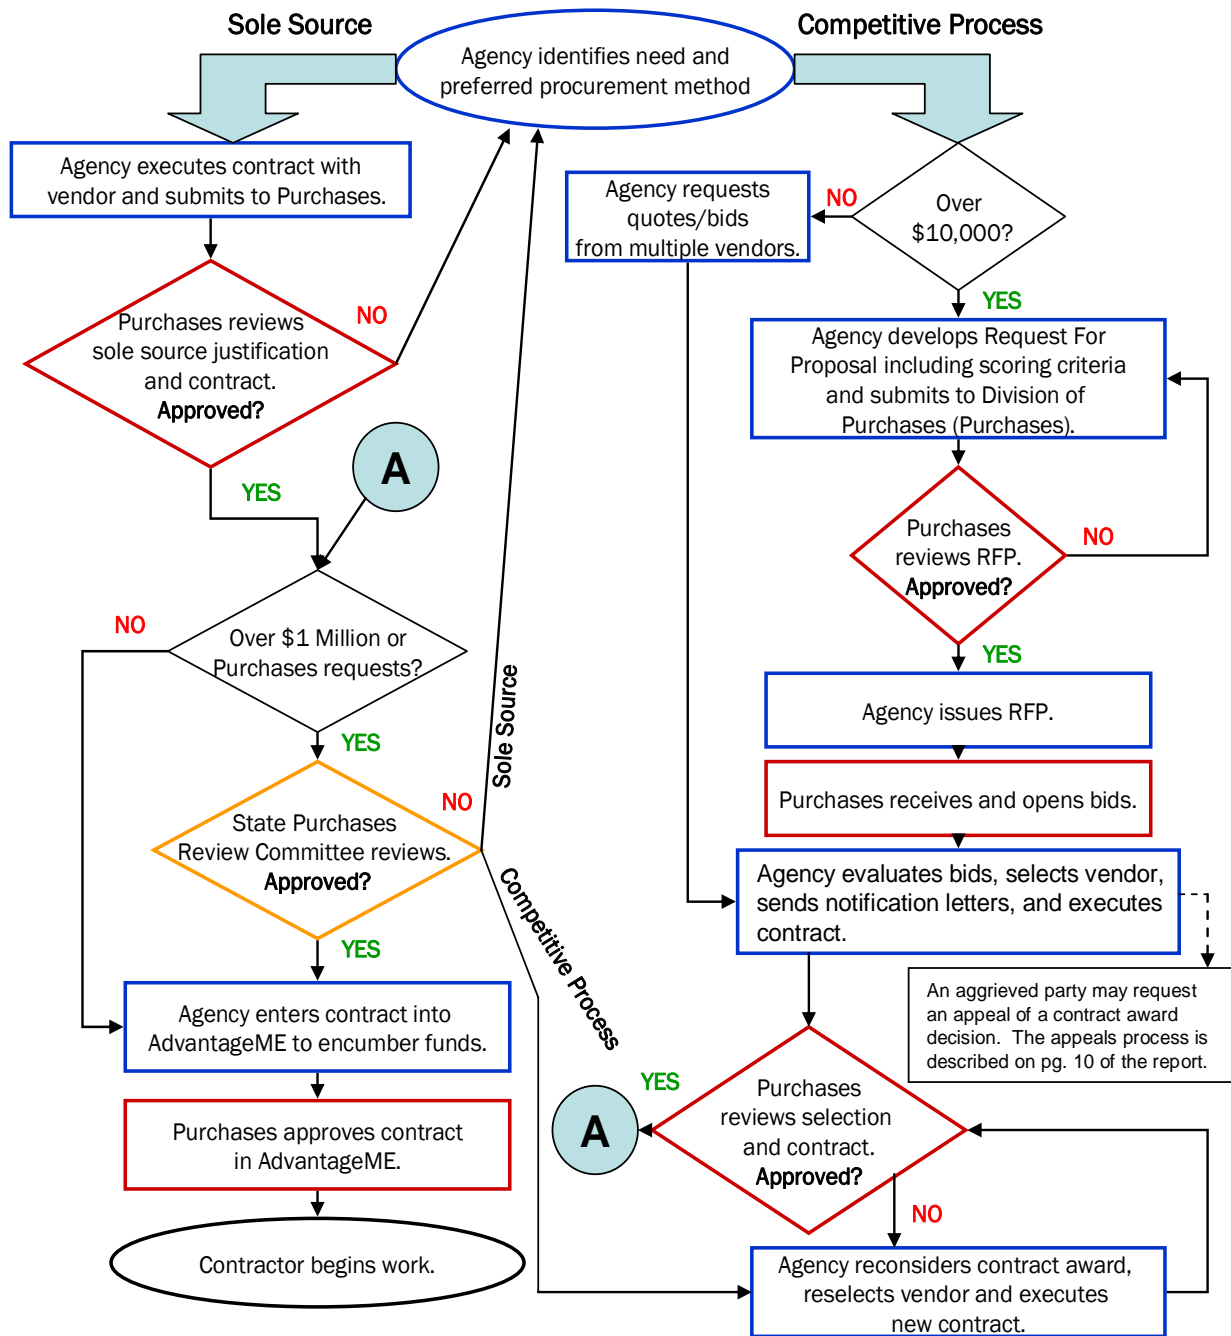 Sole Source
Competitive Process
Agency identifies need and
preferred procurement method
Agency executes contract with
vendor and submits to Purchases.
Agency requests
quotes/bids
from multiple vendors.
NO
Over
$10,000?
YES
Purchases reviews
sole source justification
and contract.
Approved?
NO
Agency develops Request For
Proposal including scoring criteria
and submits to Division of
Purchases (Purchases).
YES
A
Purchases
reviews RFP.
Approved?
NO
YES
NO
Over $1 Million or
Purchases requests?
YES
Sole Source
Agency issues RFP.
Purchases receives and opens bids.
State Purchases
Review Committee reviews.
Approved?
NO
YES
Competitive Process
Agency evaluates bids, selects vendor,
sends notification letters, and executes
contract.
An aggrieved party may request
an appeal of a contract award
decision. The appeals process is
described on pg. 10 of the report.
Agency enters contract into
AdvantageME to encumber funds.
Purchases approves contract
in AdvantageME.
Contractor begins work.
YES
A
Purchases
reviews selection
and contract.
Approved?
NO
Agency reconsiders contract award,
reselects vendor and executes
new contract.